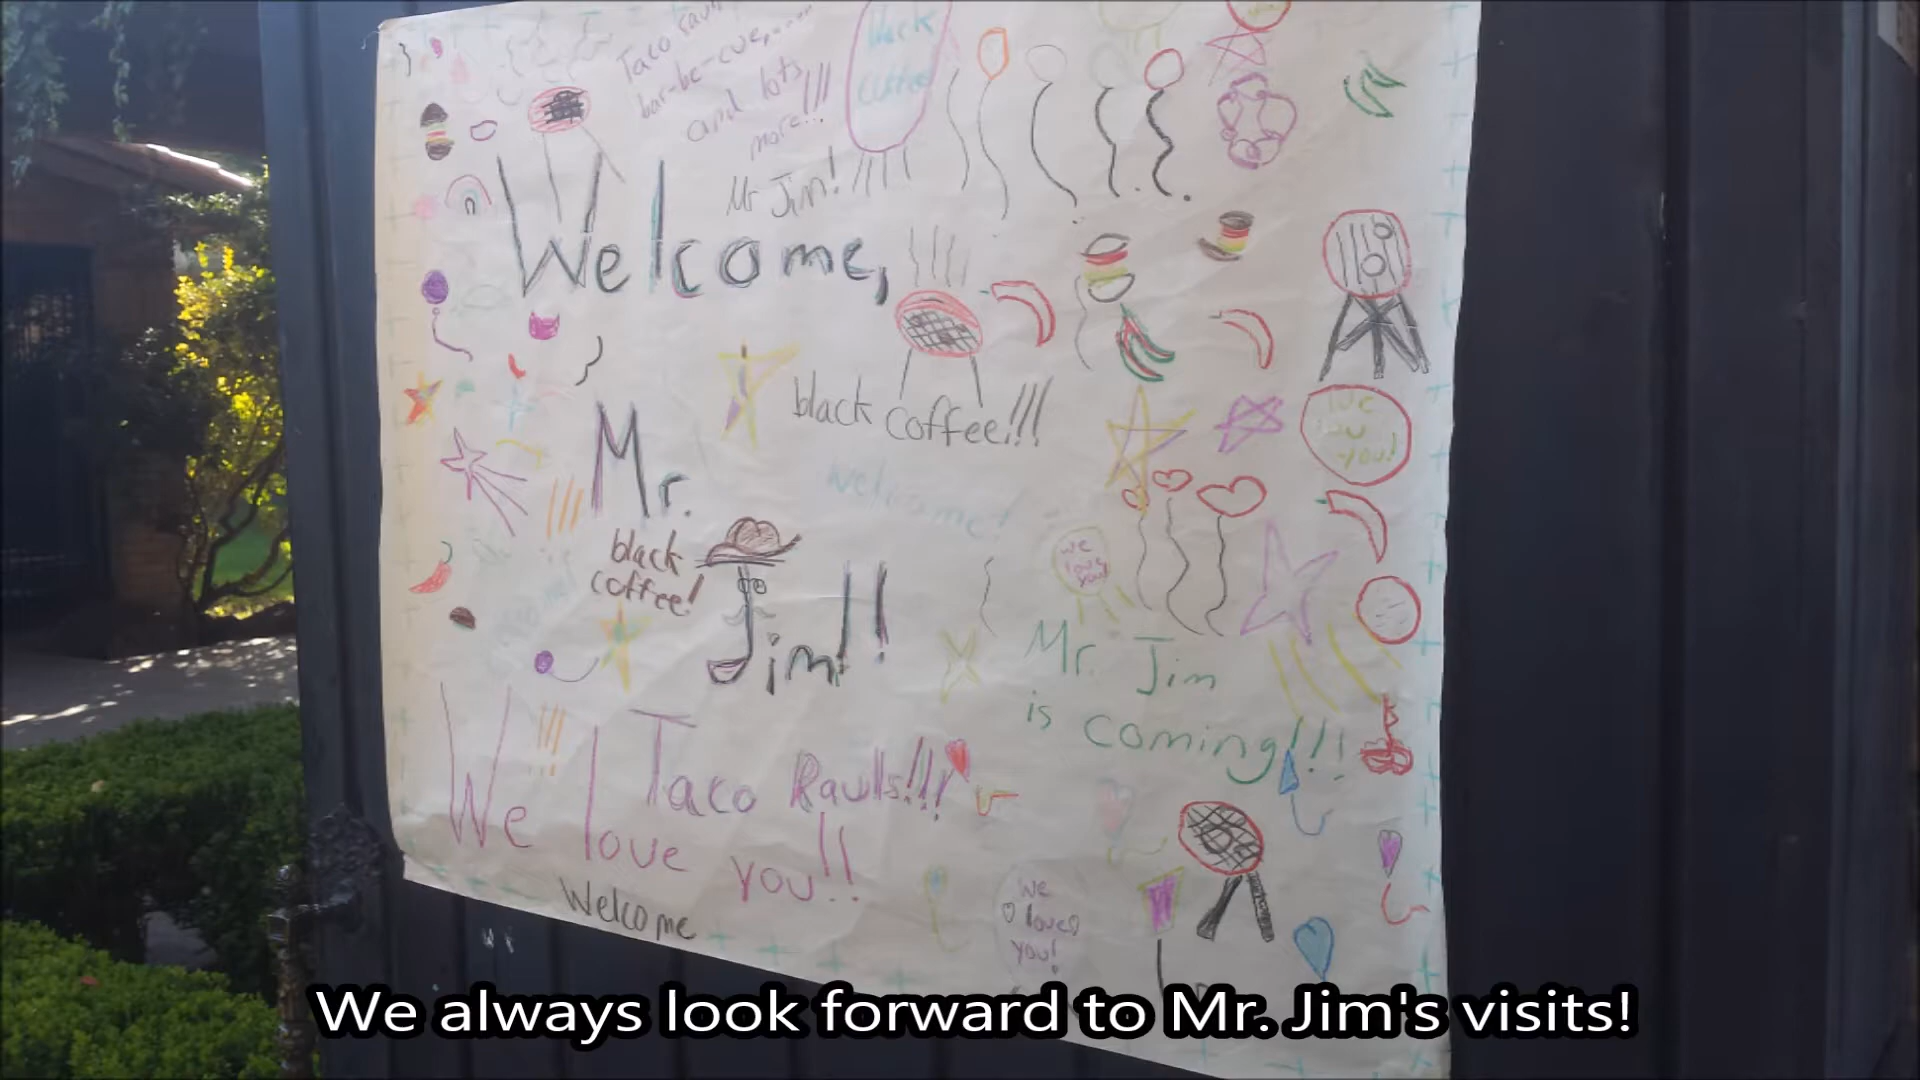 Taco Raul
bar-be-cue,.....
and lots
more!!!
black
coffee
Mr Jim!
Welcome,
black coffee!!!
we
love
you!
Mr.
welcome!
black
coffee!
we
love
you!
Jim!!
Mr. Jim
is coming!!!
Taco Raul's!!!
We love you!!
Welcome
we
love
you!
We always look forward to Mr. Jim's visits!